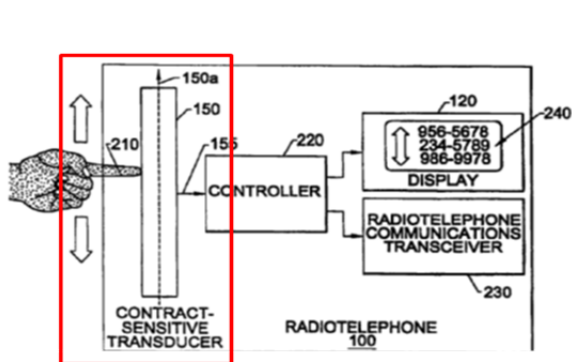 150a
150
120
240
210
155
220
956-5678
234-5789
986-9978
DISPLAY
CONTROLLER
RADIOTELEPHONE
COMMUNICATIONS
TRANSCEIVER
230
CONTRACT-
SENSITIVE
TRANSDUCER
RADIOTELEPHONE
100